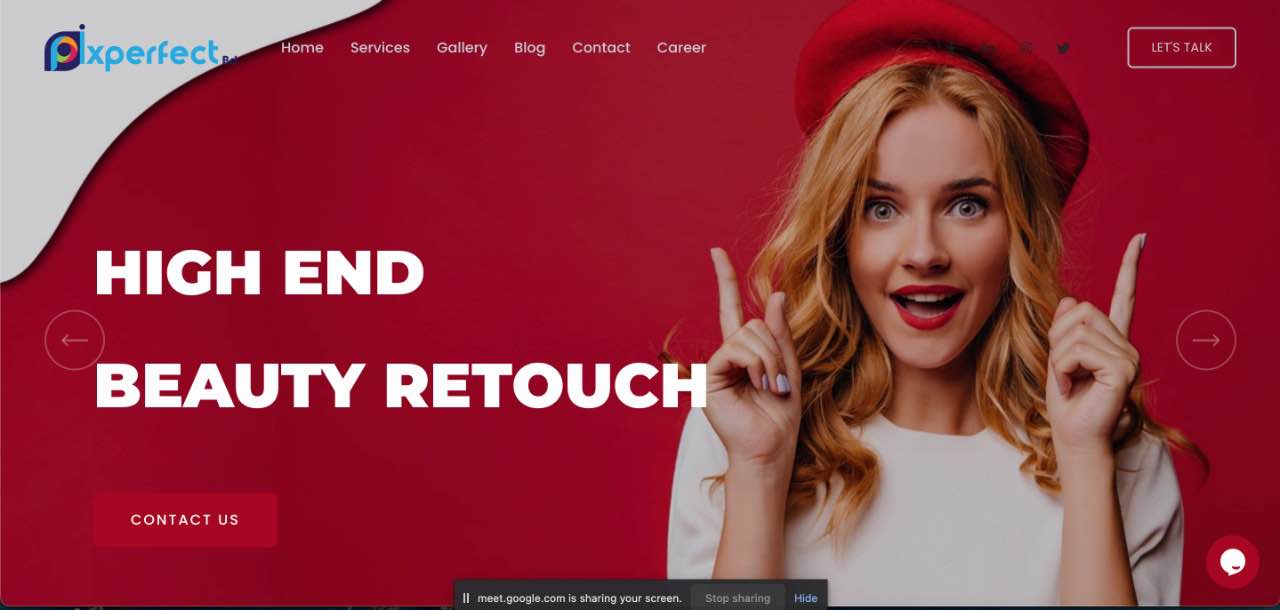 pixperfect
Home Services Gallery Blog Contact Career
LET'S TALK
HIGH END
BEAUTY RETOUCH
CONTACT US
meet.google.com is sharing your screen. Stop sharing Hide